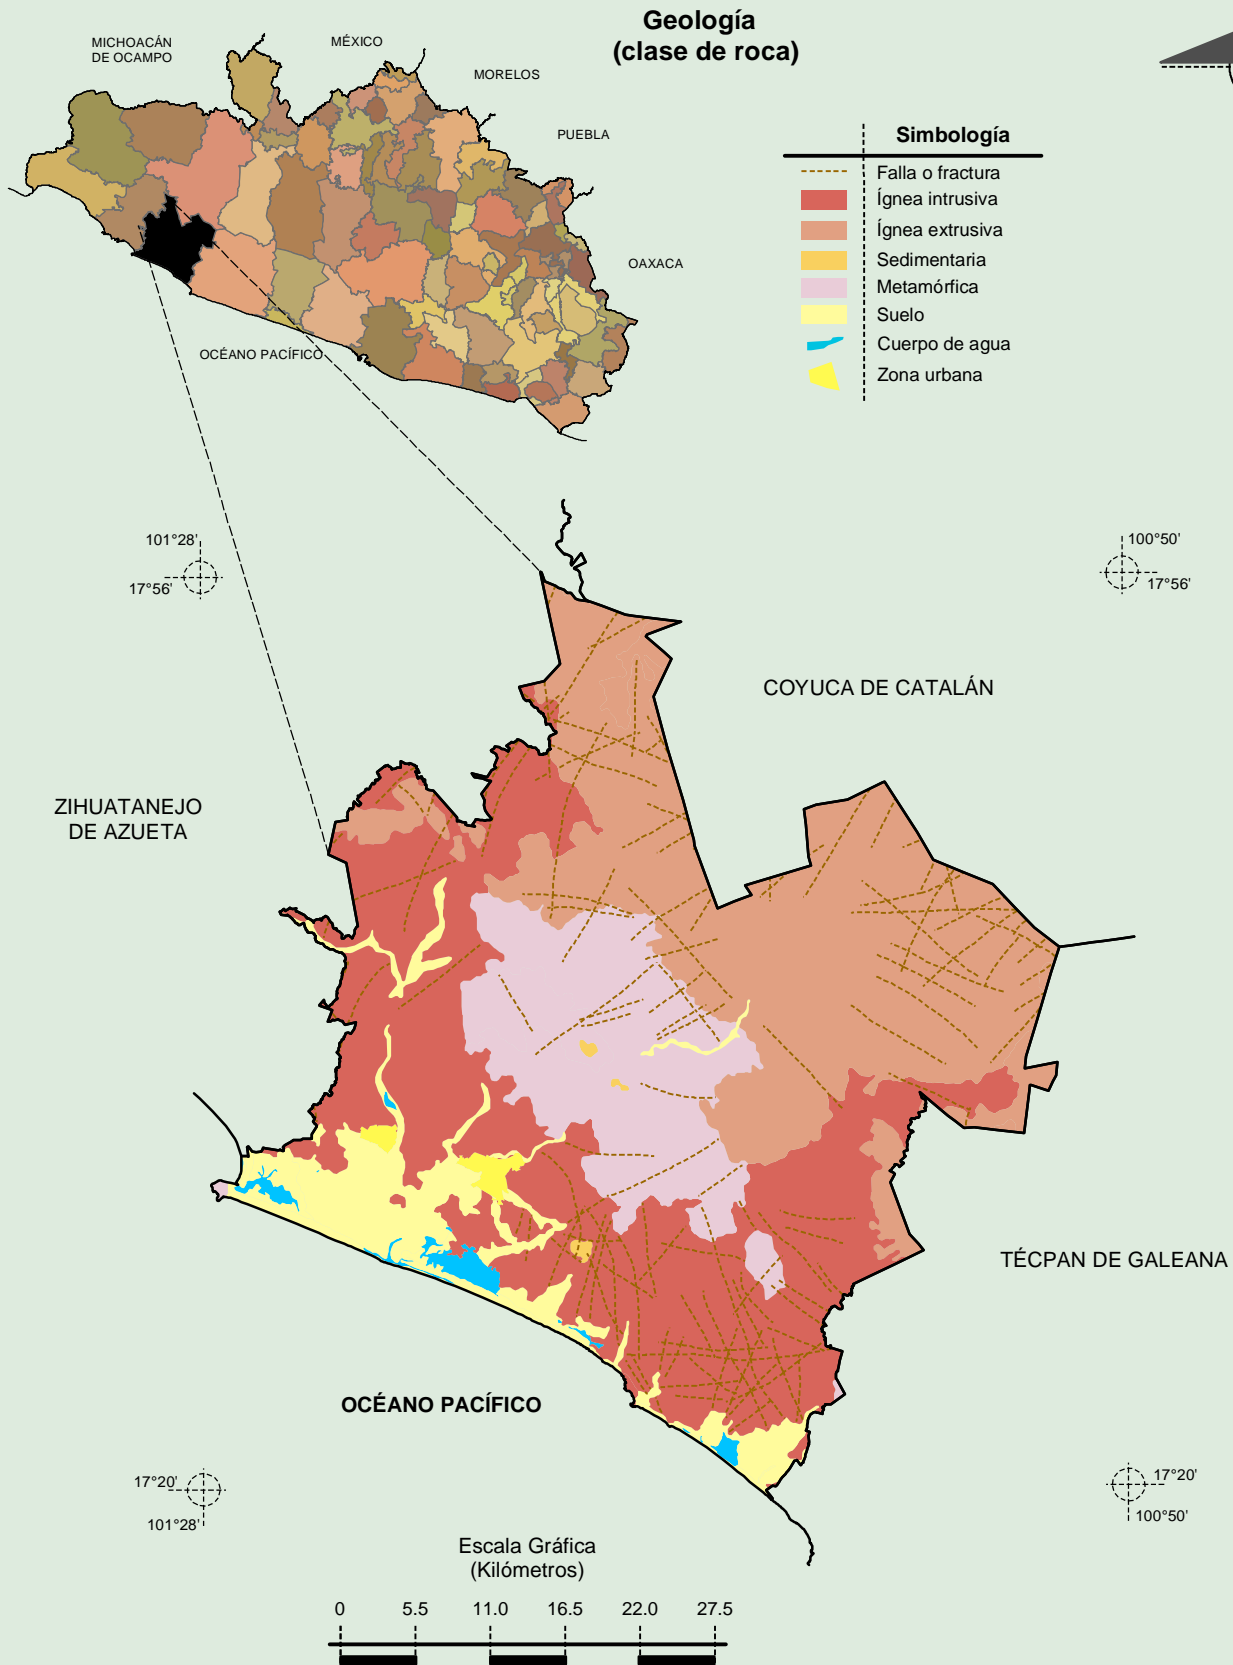 Geología
(clase de roca)
MICHOACÁN
DE OCAMPO
MÉXICO
MORELOS
PUEBLA
OAXACA
OCÉANO PACÍFICO
Simbología
Falla o fractura
Ígnea intrusiva
Ígnea extrusiva
Sedimentaria
Metamórfica
Suelo
Cuerpo de agua
Zona urbana
101°28'
17°56'
100°50'
17°56'
COYUCA DE CATALÁN
ZIHUATANEJO
DE AZUETA
TÉCPAN DE GALEANA
OCÉANO PACÍFICO
17°20'
101°28'
17°20'
100°50'
Escala Gráfica
(Kilómetros)
0 5.5 11.0 16.5 22.0 27.5